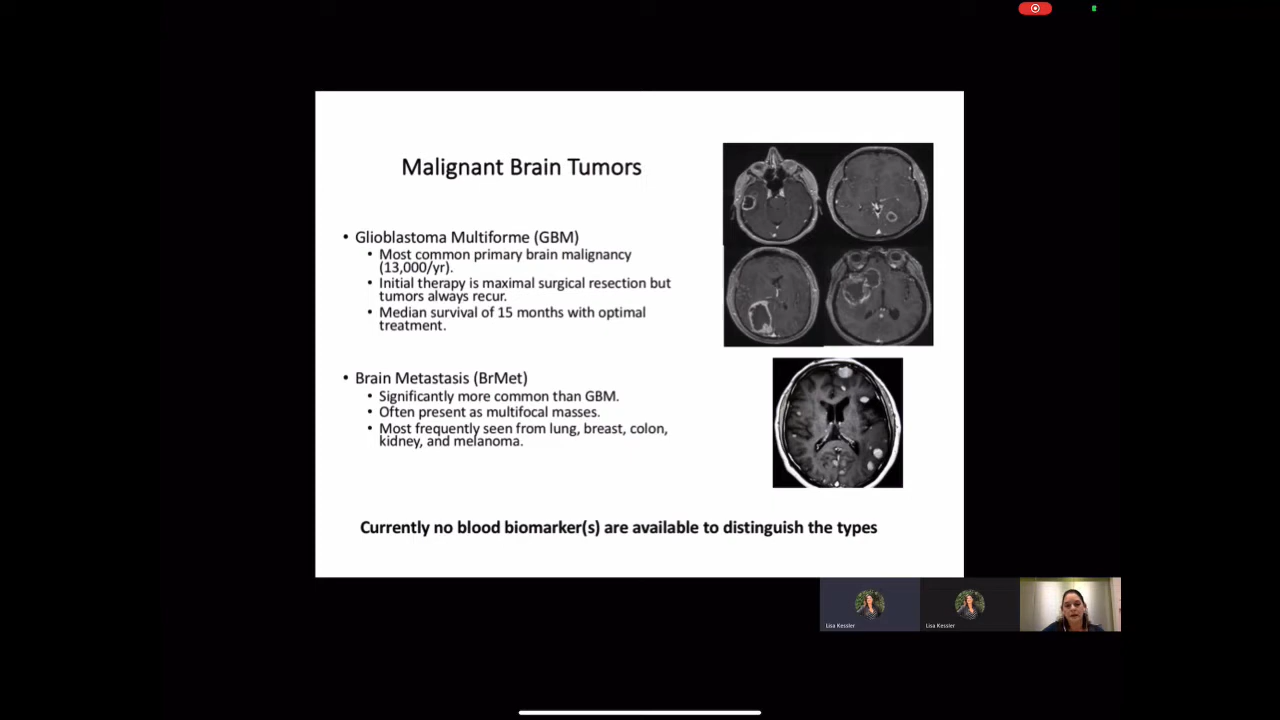 Malignant Brain Tumors
• Glioblastoma Multiforme (GBM)
• Most common primary brain malignancy
(13,000/yr).
• Initial therapy is maximal surgical resection but
tumors always recur.
• Median survival of 15 months with optimal
treatment.
• Brain Metastasis (BrMet)
• Significantly more common than GBM.
• Often present as multifocal masses.
• Most frequently seen from lung, breast, colon,
kidney, and melanoma.
Currently no blood biomarker(s) are available to distinguish the types
Lisa Kessler
Lisa Kessler